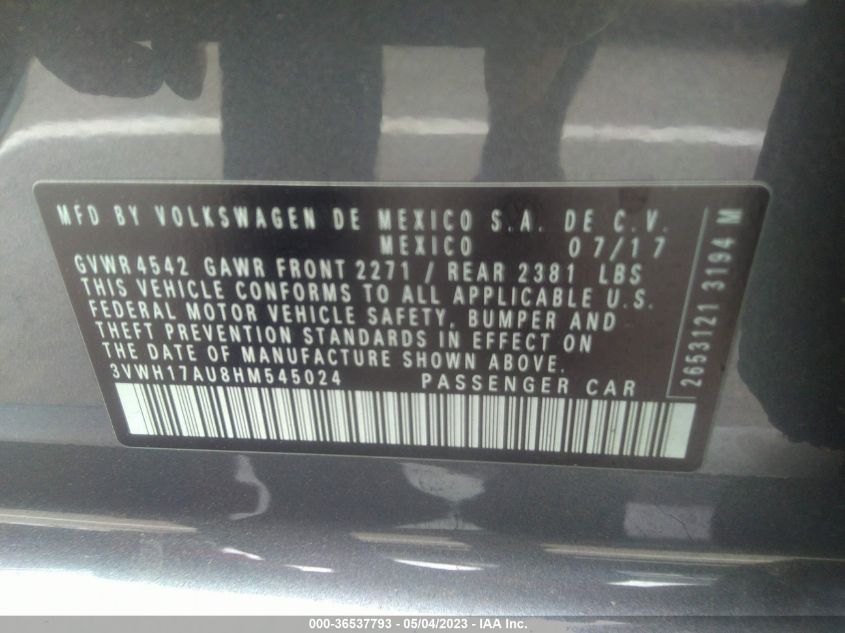 MFD BY VOLKSWAGEN DE MEXICO S.A. DE C.V.
MEXICO 07/17
GVWR 4542 GAWR FRONT 2271 / REAR 2381 LBS
THIS VEHICLE CONFORMS TO ALL APPLICABLE U.S.
FEDERAL MOTOR VEHICLE SAFETY, BUMPER AND
THEFT PREVENTION STANDARDS IN EFFECT ON
THE DATE OF MANUFACTURE SHOWN ABOVE.
3VWH17AU8HM545024 PASSENGER CAR
26531121 3194 M
000-36537793 - 05/04/2023 - IAA Inc.